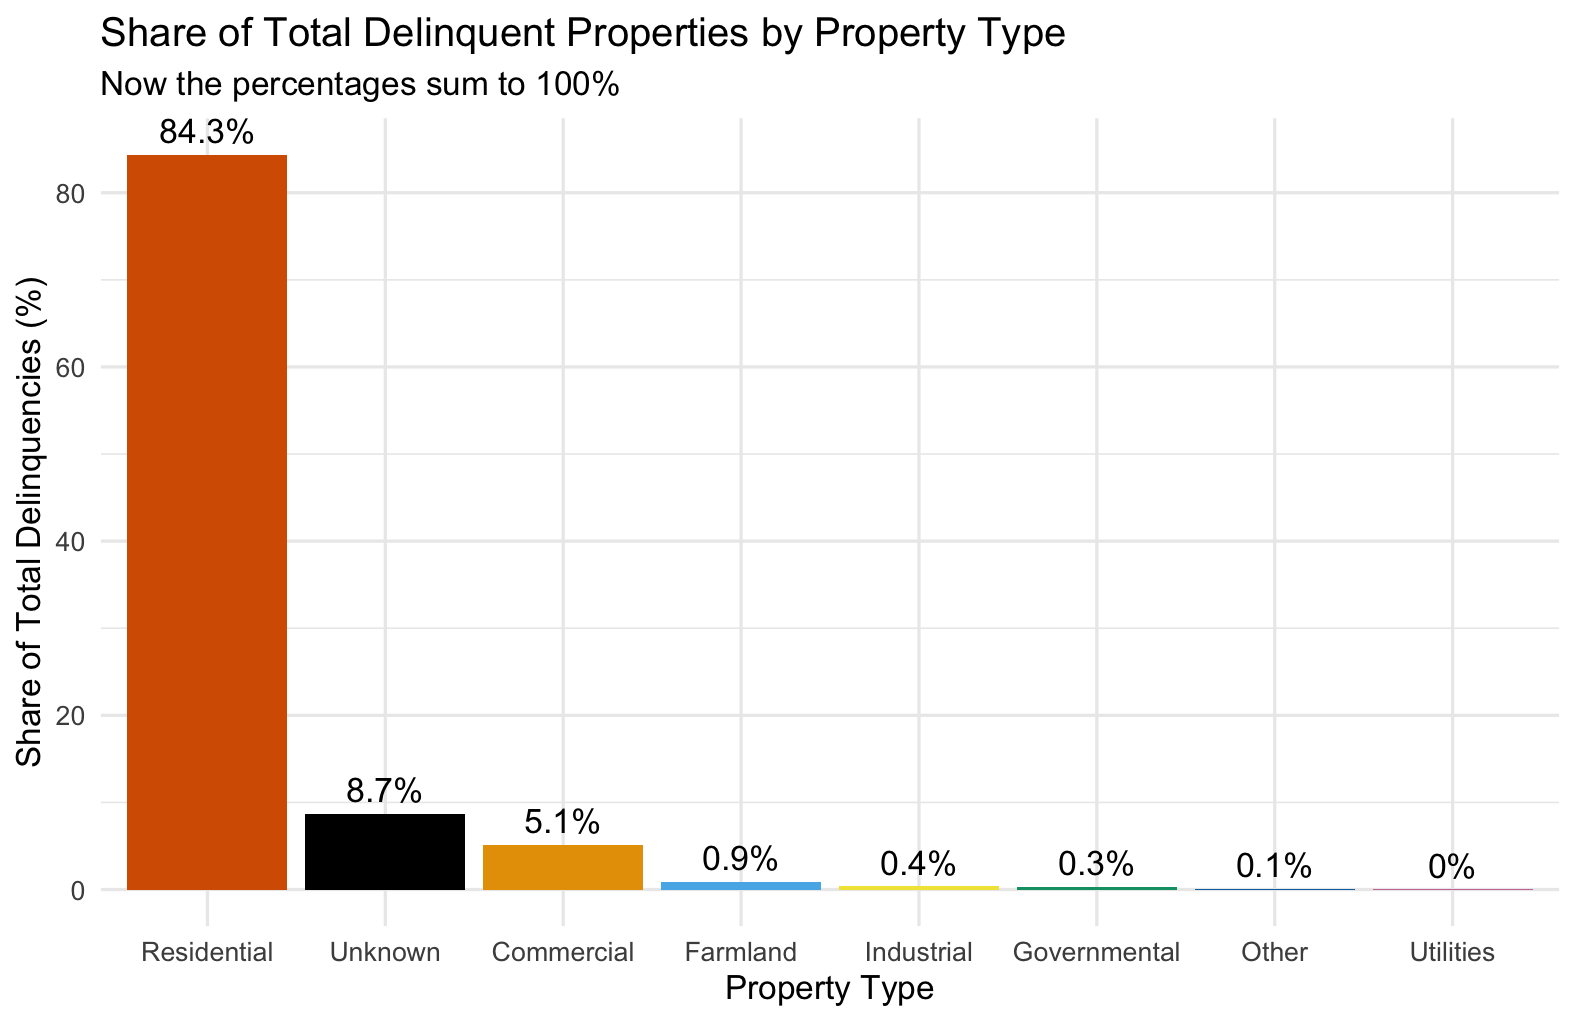 Share of Total Delinquent Properties by Property Type
Now the percentages sum to 100%
Share of Total Delinquencies (%)
80
60
40
20
0
84.3%
8.7%
5.1%
0.9%
0.4%
0.3%
0.1%
0%
Residential
Unknown
Commercial
Farmland
Industrial
Governmental
Other
Utilities
Property Type